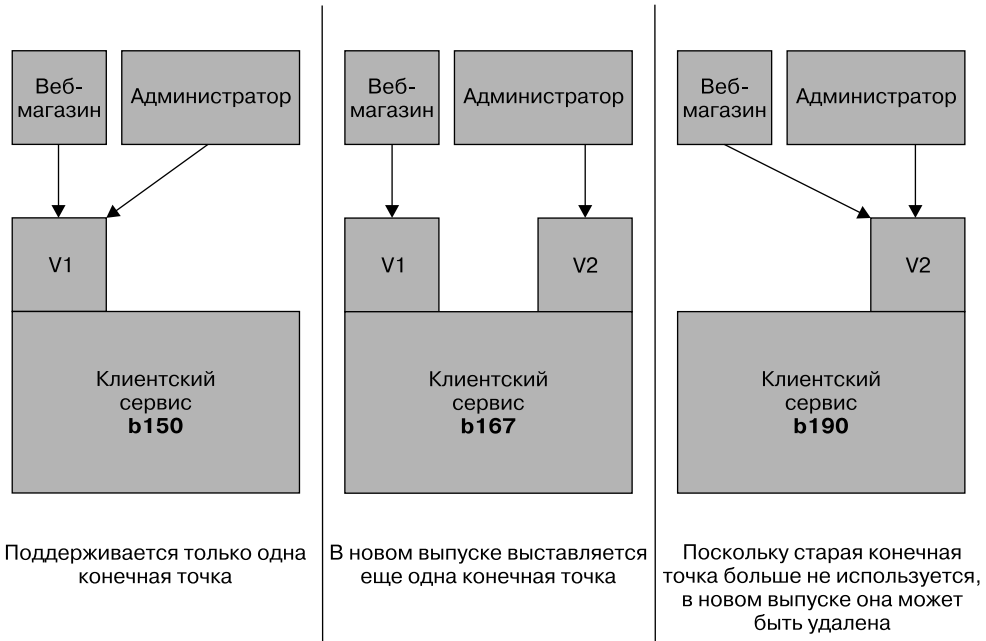 Веб-
магазин
Администратор
V1
Клиентский
сервис
b150
Поддерживается только одна
конечная точка
Веб-
магазин
Администратор
V1
V2
Клиентский
сервис
b167
В новом выпуске выставляется
еще одна конечная точка
Веб-
магазин
Администратор
V2
Клиентский
сервис
b190
Поскольку старая конечная
точка больше не используется,
в новом выпуске она может
быть удалена